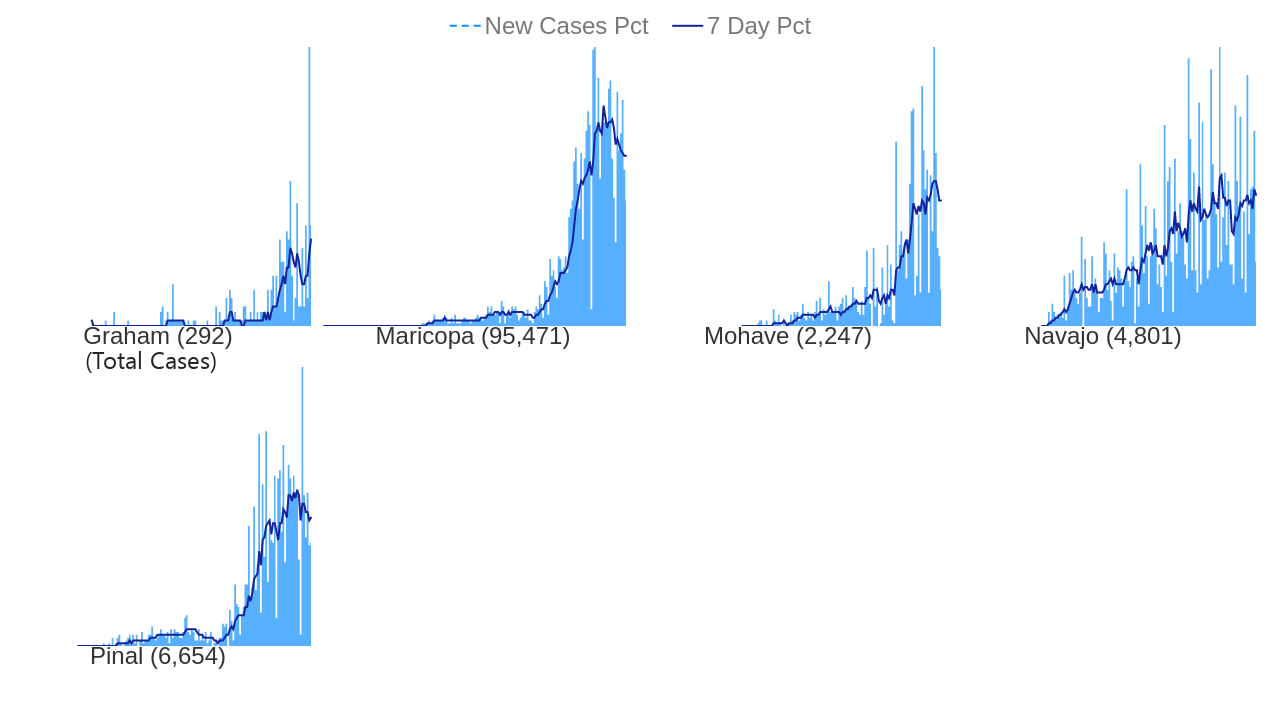 New Cases Pct 7 Day Pct
Graham (292) Maricopa (95,471) Mohave (2,247) Navajo (4,801)
(Total Cases)
Pinal (6,654)